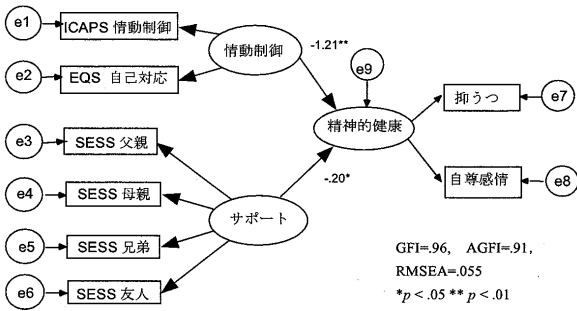 e1
ICAPS 情動制御
情動制御
-1.21**
e2
EQS 自己対応
e9
抑うつ
e7
精神的健康
e3
SESS 父親
自尊感情
e8
-.20*
e4
SESS 母親
サポート
e5
SESS 兄弟
e6
SESS 友人
GFI=.96, AGFI=.91,
RMSEA=.055
*p < .05 ** p < .01